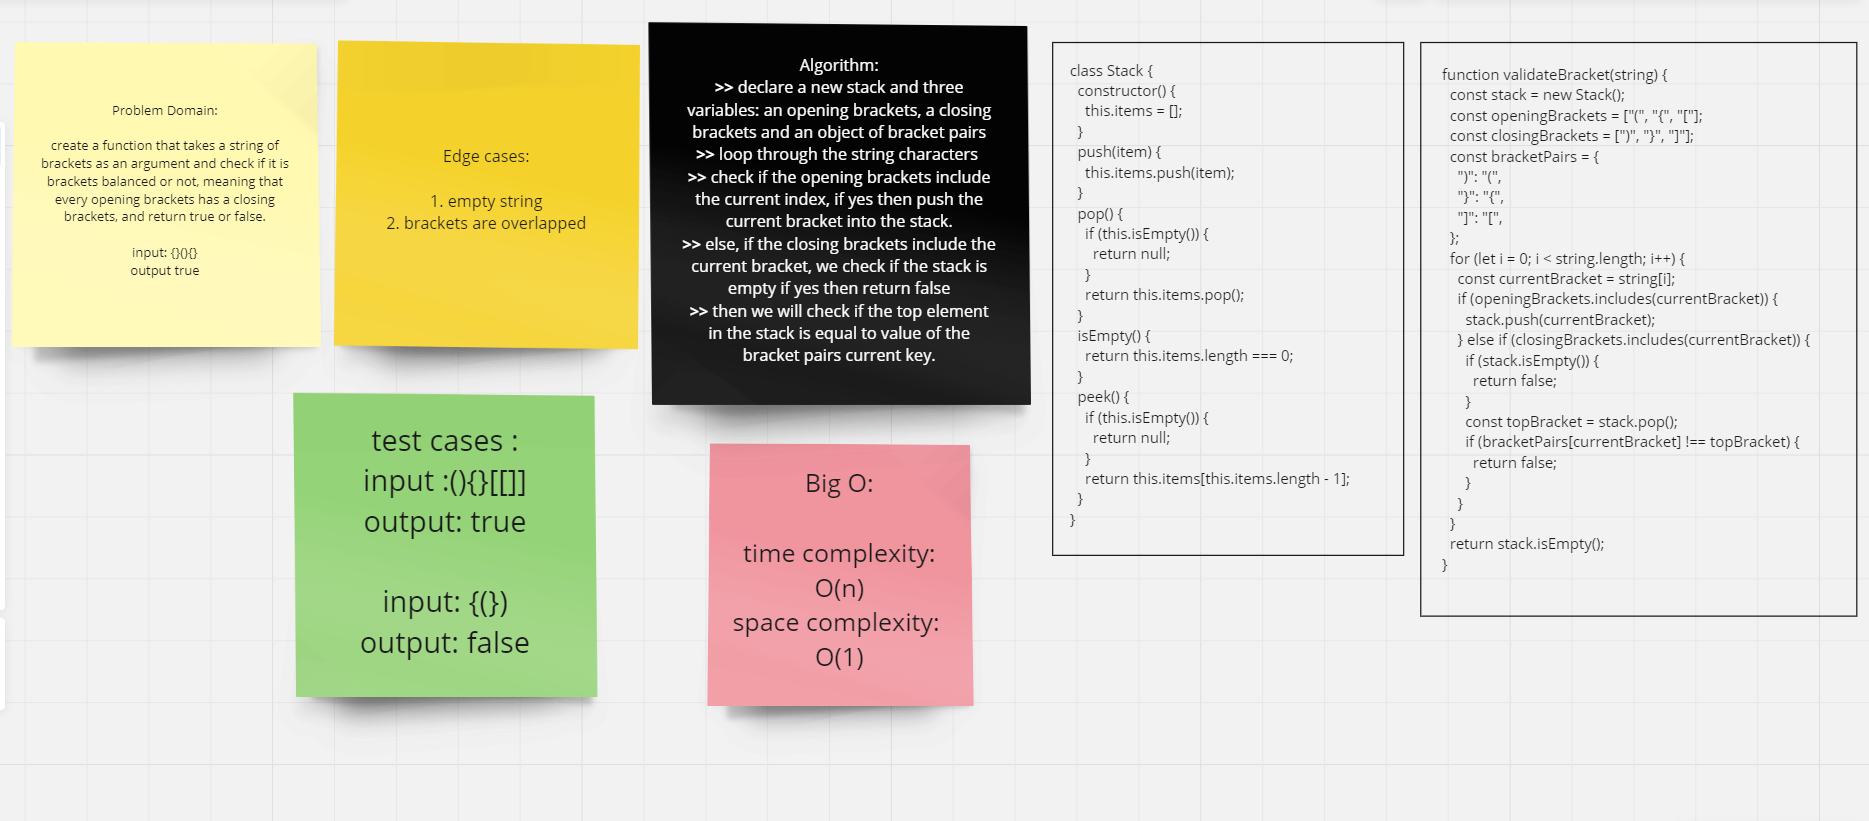 Problem Domain:
create a function that takes a string of
brackets as an argument and check if it is
brackets balanced or not, meaning that
every opening brackets has a closing
brackets, and return true or false.
input: {}(){}
output true
Edge cases:
1. empty string
2. brackets are overlapped
Algorithm:
>> declare a new stack and three
variables: an opening brackets, a closing
brackets and an object of bracket pairs
>> loop through the string characters
>> check if the opening brackets include
the current index, if yes then push the
current bracket into the stack.
>> else, if the closing brackets include the
current bracket, we check if the stack is
empty if yes then return false
>> then we will check if the top element
in the stack is equal to value of the
bracket pairs current key.
test cases :
input :(){}[[]]
output: true
input: {(})
output: false
Big O:
time complexity:
O(n)
space complexity:
O(1)
class Stack {
constructor() {
this.items = [];
}
push(item) {
this.items.push(item);
}
pop() {
if (this.isEmpty()) {
return null;
}
return this.items.pop();
}
isEmpty() {
return this.items.length === 0;
}
peek() {
if (this.isEmpty()) {
return null;
}
return this.items[this.items.length - 1];
}
}
function validateBracket(string) {
const stack = new Stack();
const openingBrackets = ["(", "{", "["];
const closingBrackets = [")", "}", "]"];
const bracketPairs = {
")": "(",
"}": "{",
"]": "[",
};
for (let i = 0; i < string.length; i++) {
const currentBracket = string[i];
if (openingBrackets.includes(currentBracket)) {
stack.push(currentBracket);
} else if (closingBrackets.includes(currentBracket)) {
if (stack.isEmpty()) {
return false;
}
const topBracket = stack.pop();
if (bracketPairs[currentBracket] !== topBracket) {
return false;
}
}
}
return stack.isEmpty();
}